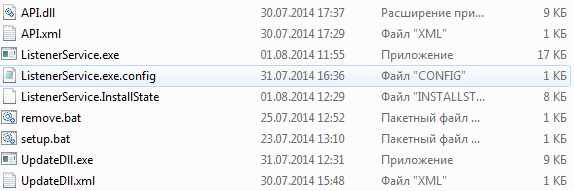 API.dll 30.07.2014 17:37 Расширение при... 9 КБ
API.xml 30.07.2014 17:29 Файл "XML" 1 КБ
ListenerService.exe 01.08.2014 11:55 Приложение 17 КБ
ListenerService.exe.config 31.07.2014 16:36 Файл "CONFIG" 1 КБ
ListenerService.InstallState 01.08.2014 12:29 Файл "INSTALLST... 8 КБ
remove.bat 25.07.2014 12:52 Пакетный файл ... 1 КБ
setup.bat 23.07.2014 13:10 Пакетный файл ... 1 КБ
UpdateDll.exe 31.07.2014 12:31 Приложение 9 КБ
UpdateDll.xml 30.07.2014 15:48 Файл "XML" 1 КБ